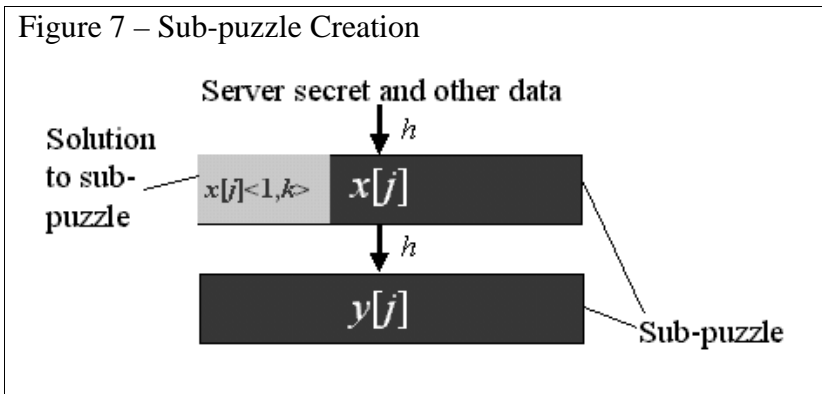 Figure 7 – Sub-puzzle Creation
Server secret and other data
h
Solution
to sub-
puzzle
x[j]<1,k>
x[j]
h
y[j]
Sub-puzzle